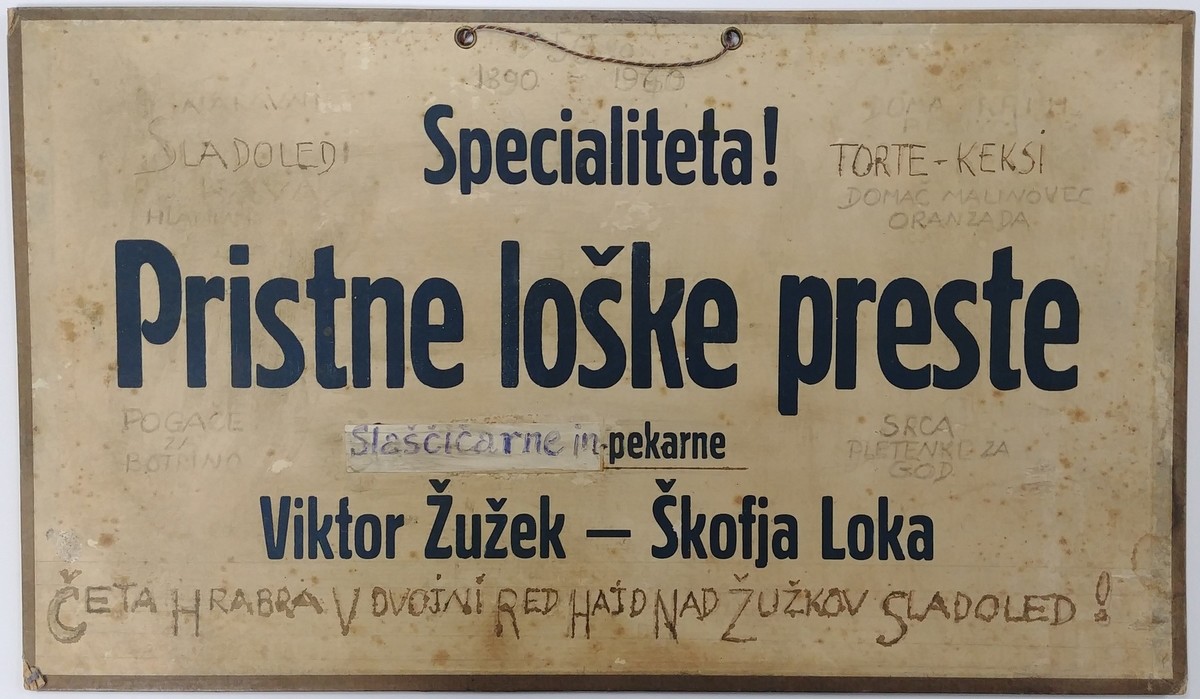 1890 - 1960
Specialiteta!
SLADOLEDI
TORTE-KEKSI
KAVA
DOMAČ MALINOVEC
ORANZADA
Pristne loške preste
POGAČE
ZA
SRCA
PLETENKE ZA
GOD
Slaščičarne in pekarne
Viktor Žužek — Škofja Loka
ČETA HRABRA V DVOJNI RED HAJD NAD ŽUŽKOV SLADOLED!